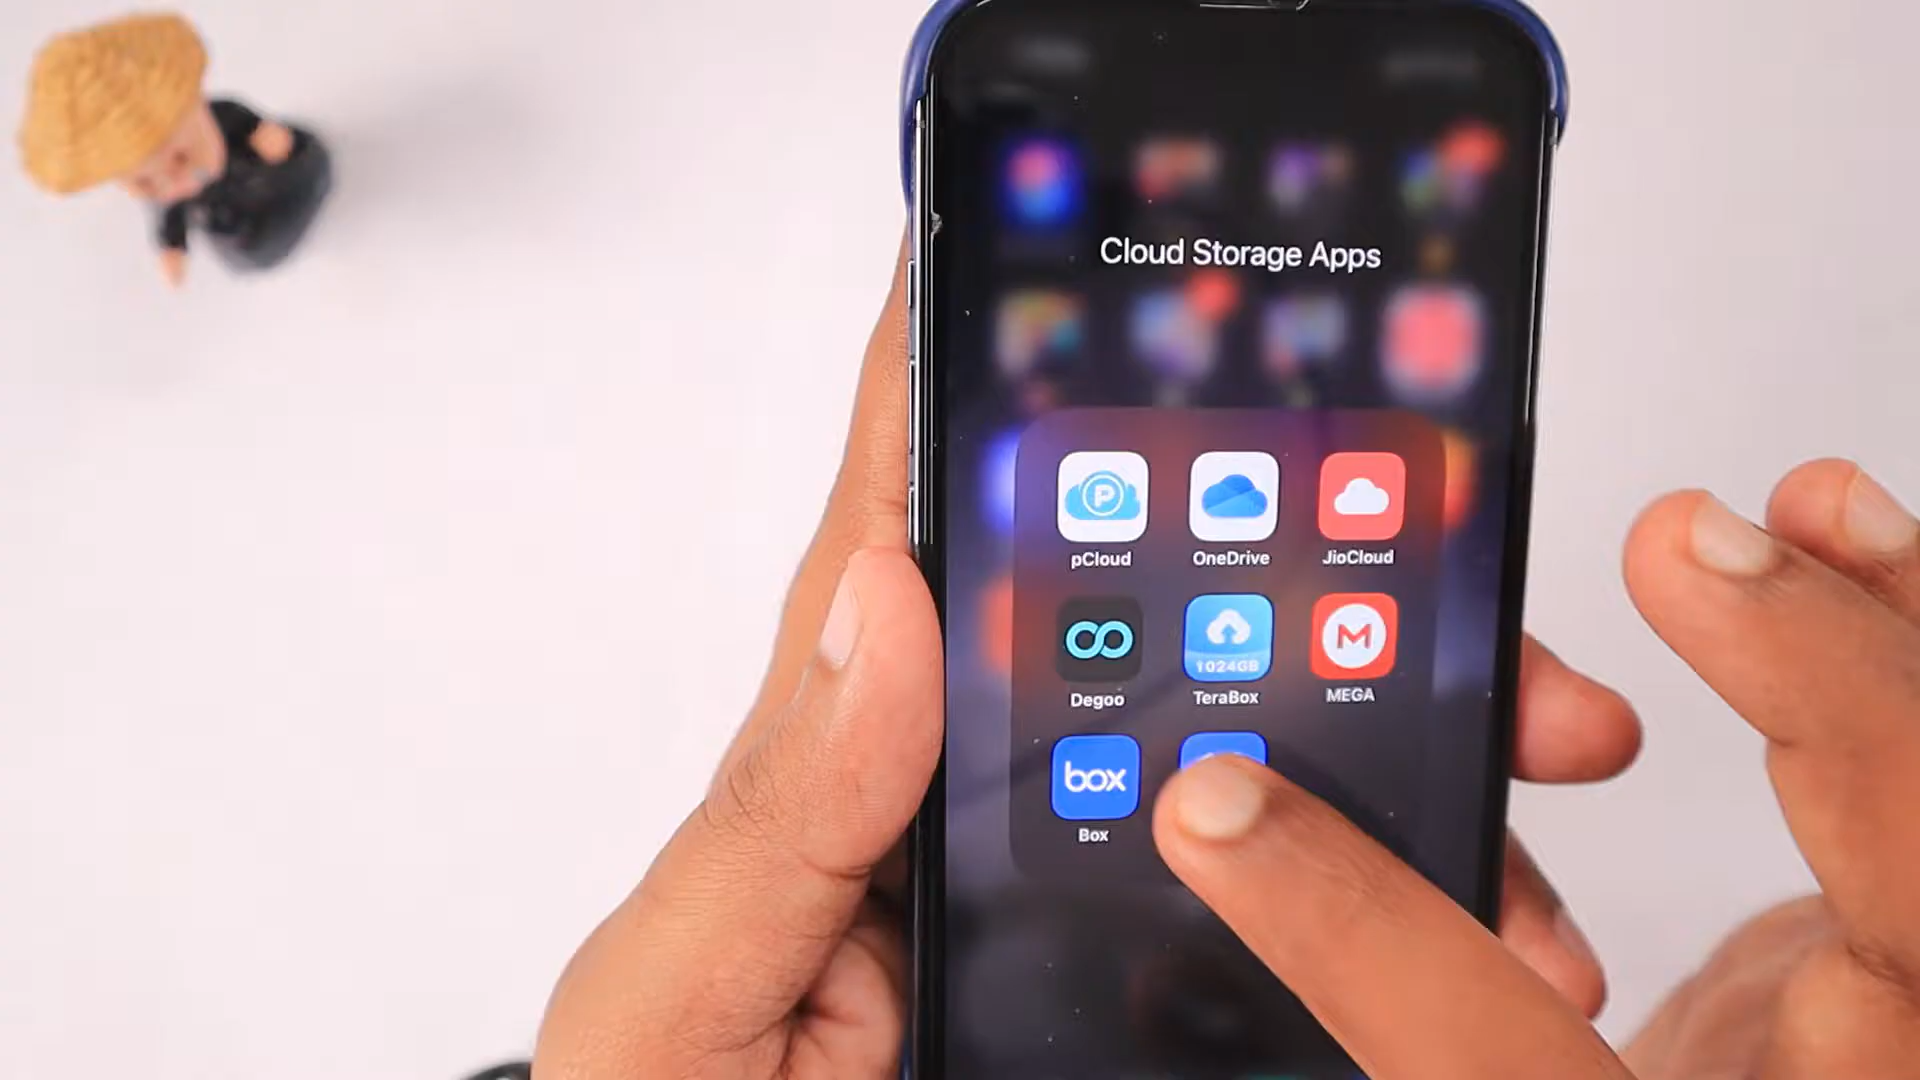 Cloud Storage Apps
pCloud
OneDrive
JioCloud
1024GB
Degoo
TeraBox
MEGA
box
Box